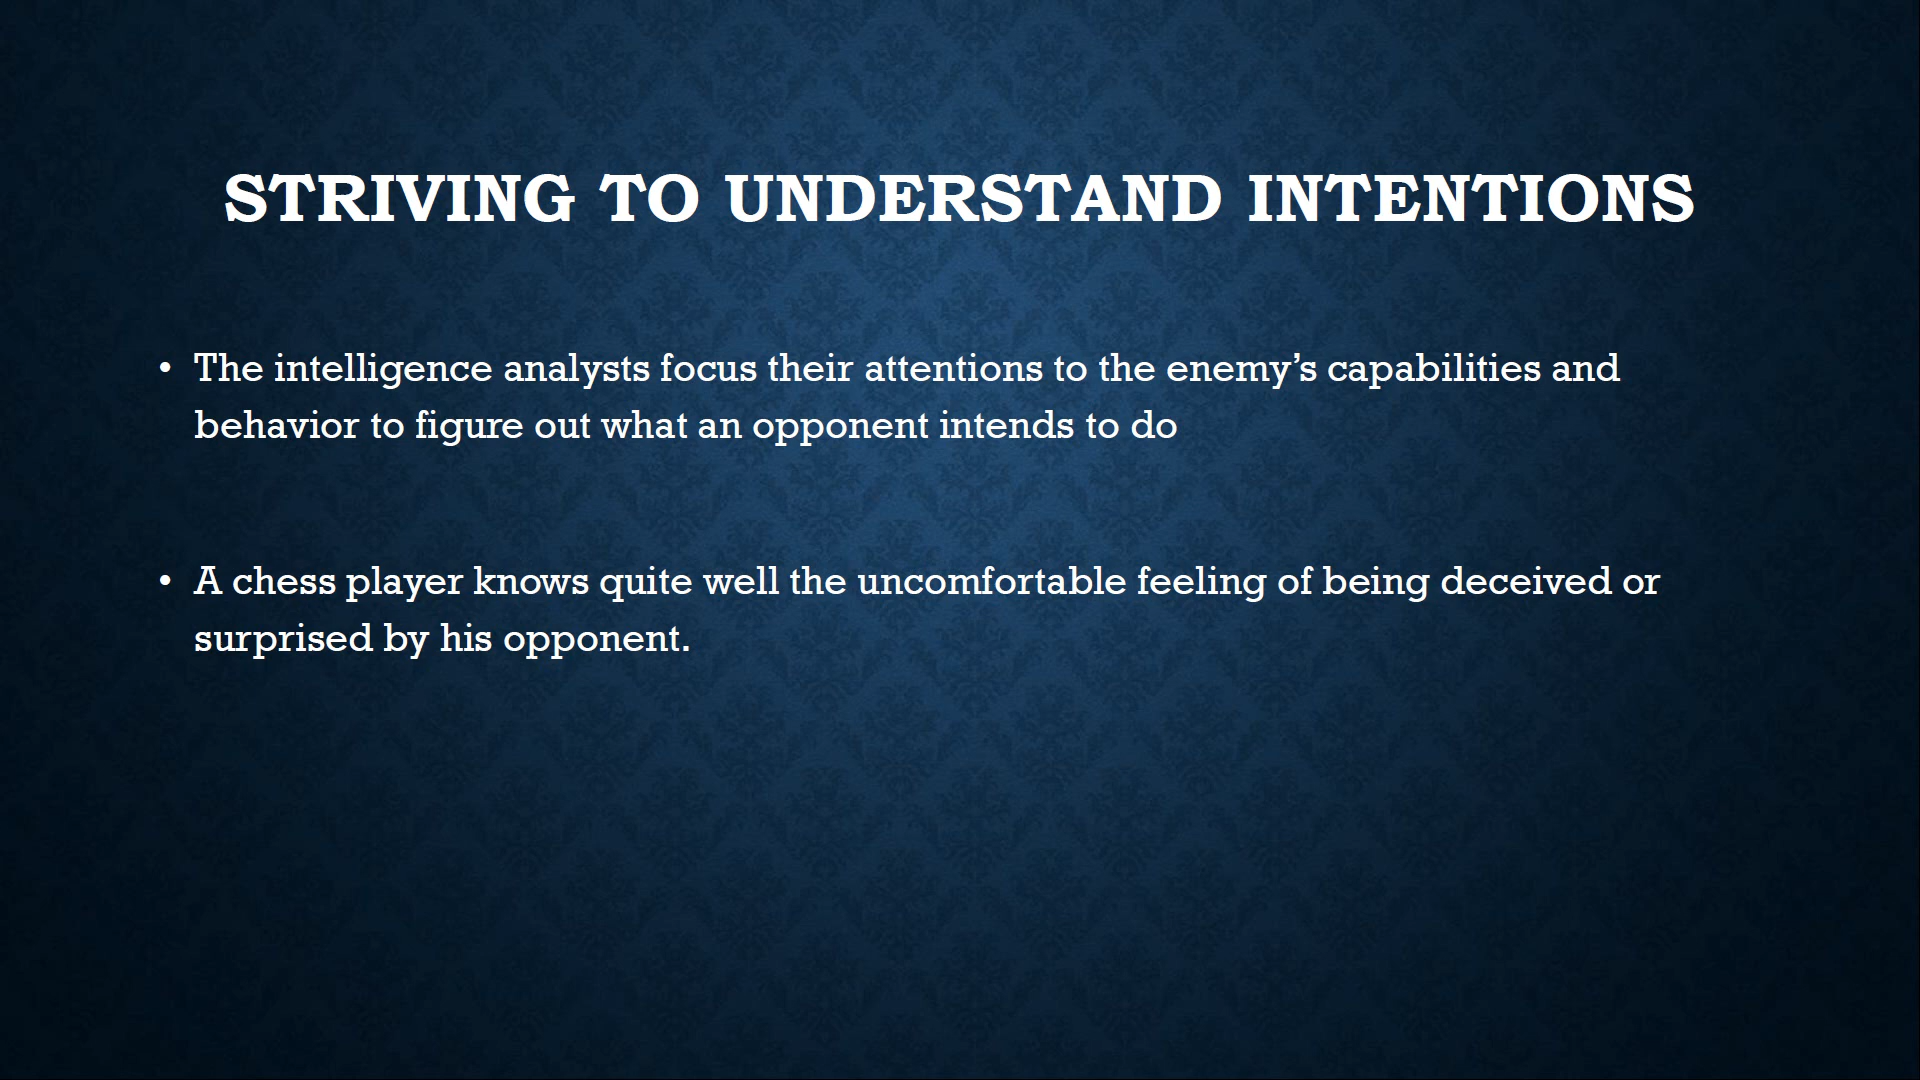 STRIVING TO UNDERSTAND INTENTIONS
• The intelligence analysts focus their attentions to the enemy’s capabilities and
behavior to figure out what an opponent intends to do
• A chess player knows quite well the uncomfortable feeling of being deceived or
surprised by his opponent.